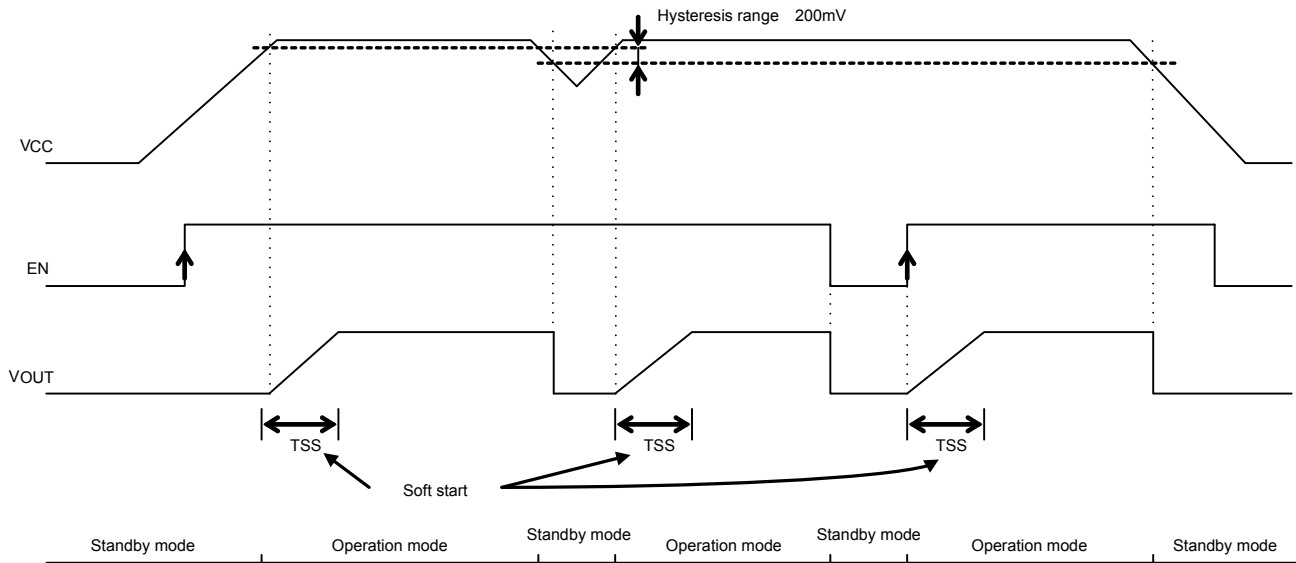 Hysteresis range 200mV
VCC
EN
VOUT
TSS TSS TSS
Soft start
Standby mode Operation mode Standby mode Operation mode Standby mode Operation mode Standby mode